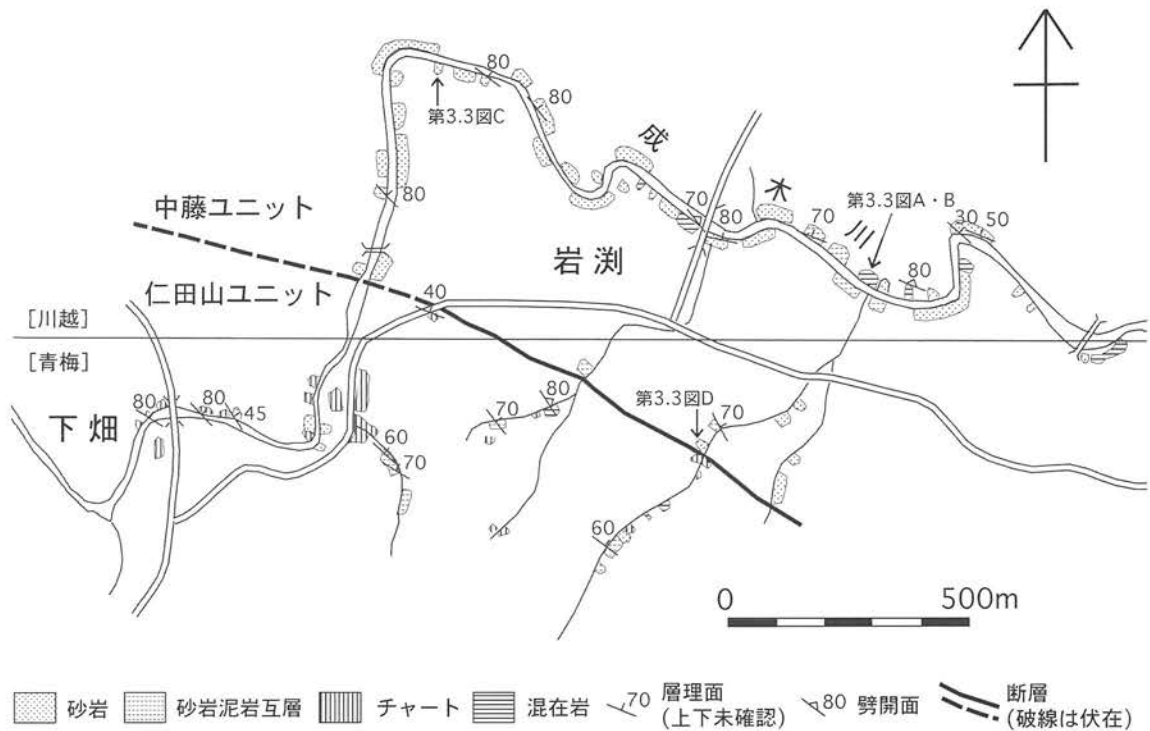 80
第3.3図C
80
成
木
川
80
中藤ユニット
70
80
70
第3.3図A・B
30
50
岩渕
80
仁田山ユニット
40
[川越]
[青梅]
下畑
80
80
45
80
70
第3.3図D
70
60
70
60
0 500m
砂岩
砂岩泥岩互層
チャート
混在岩
70
層理面
(上下未確認)
80
劈開面
断層
(破線は伏在)